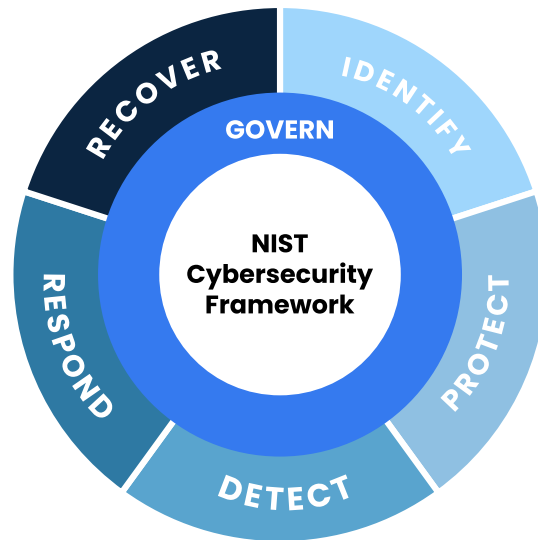 RECOVER
IDENTIFY
GOVERN
NIST
Cybersecurity
Framework
RESPOND
PROTECT
DETECT